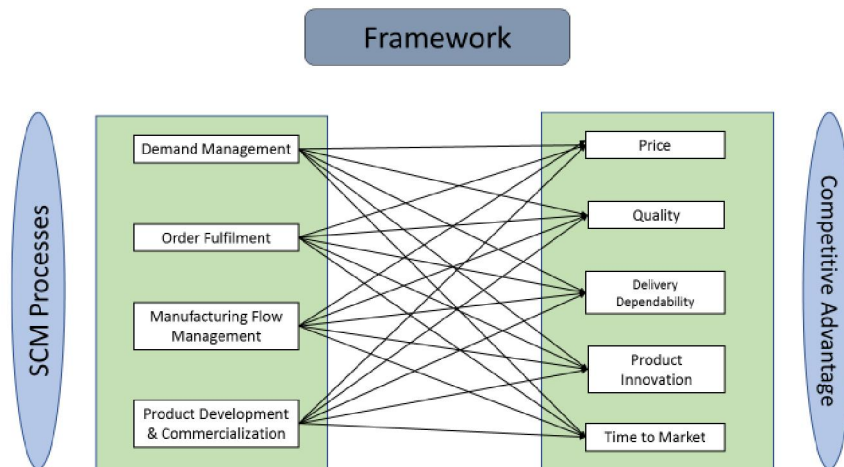 Framework
SCM Processes
Demand Management
Order Fulfilment
Manufacturing Flow
Management
Product Development
& Commercialization
Price
Quality
Delivery
Dependability
Product
Innovation
Time to Market
Competitive Advantage